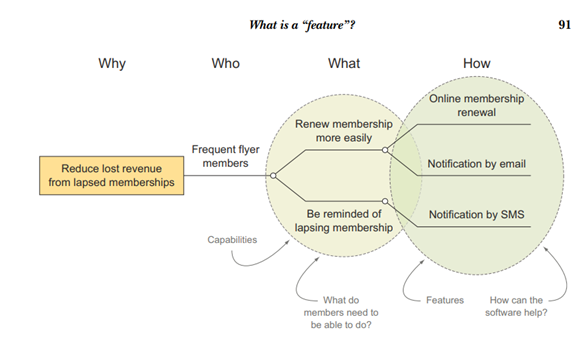 What is a “feature”?
91
Why
Who
What
How
Reduce lost revenue
from lapsed memberships
Frequent flyer
members
Renew membership
more easily
Be reminded of
lapsing membership
Online membership
renewal
Notification by email
Notification by SMS
Capabilities
What do
members need to
be able to do?
Features
How can the
software help?